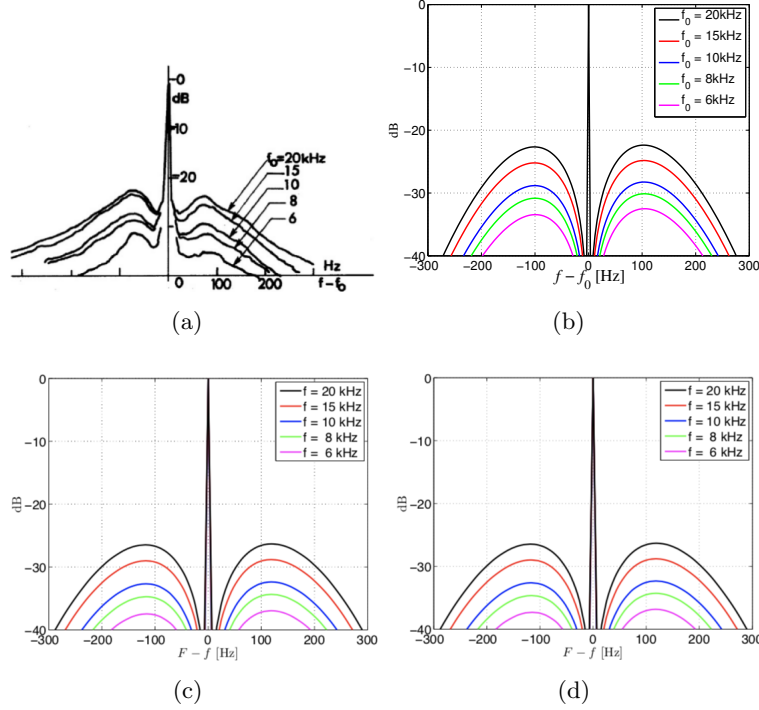 0
dB
10
20
f₀=20kHz
15
10
8
6
Hz
0 100 200 f−f₀
(a)
0
−10
−20
−30
−40
dB
f₀ = 20kHz
f₀ = 15kHz
f₀ = 10kHz
f₀ = 8kHz
f₀ = 6kHz
−300 −200 −100 0 100 200 300
f − f₀ [Hz]
(b)
0
−10
−20
−30
−40
dB
f = 20 kHz
f = 15 kHz
f = 10 kHz
f = 8 kHz
f = 6 kHz
−300 −200 −100 0 100 200 300
F − f [Hz]
(c)
0
−10
−20
−30
−40
dB
f = 20 kHz
f = 15 kHz
f = 10 kHz
f = 8 kHz
f = 6 kHz
−300 −200 −100 0 100 200 300
F − f [Hz]
(d)